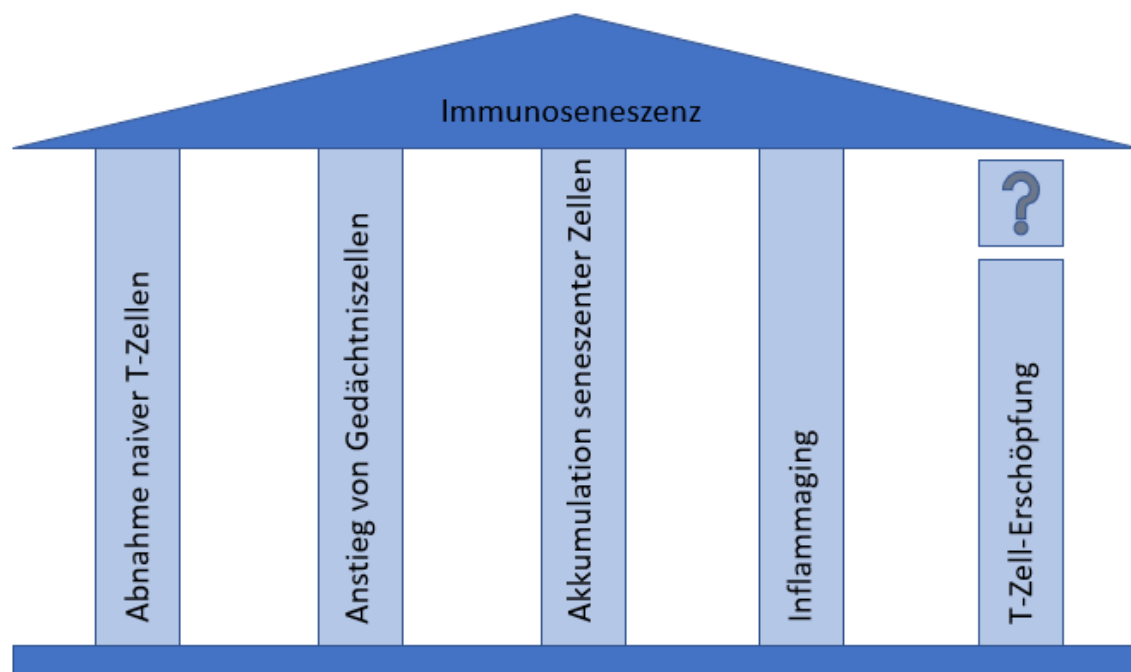 Immunoseneszenz
Abnahme naiver T-Zellen
Anstieg von Gedächtniszellen
Akkumulation seneszenter Zellen
Inflammaging
?
T-Zell-Erschöpfung